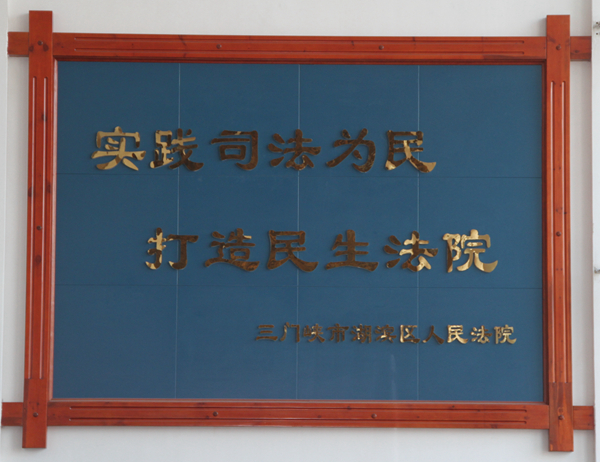 实践司法为民
打造民生法院
三门峡市湖滨区人民法院